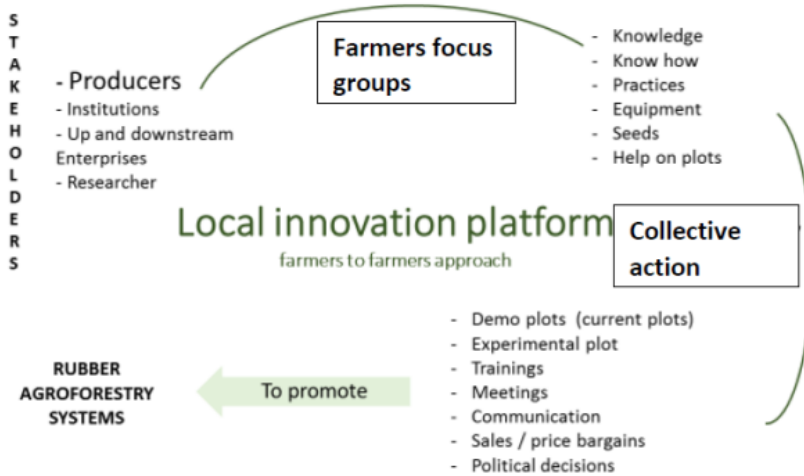 STAKEHOLDERS
- Producers
- Institutions
- Up and downstream
Enterprises
- Researcher
Farmers focus
groups
- Knowledge
- Know how
- Practices
- Equipment
- Seeds
- Help on plots
Local innovation platform
farmers to farmers approach
Collective
action
- Demo plots (current plots)
- Experimental plot
- Trainings
- Meetings
- Communication
- Sales / price bargains
- Political decisions
To promote
RUBBER
AGROFORESTRY
SYSTEMS